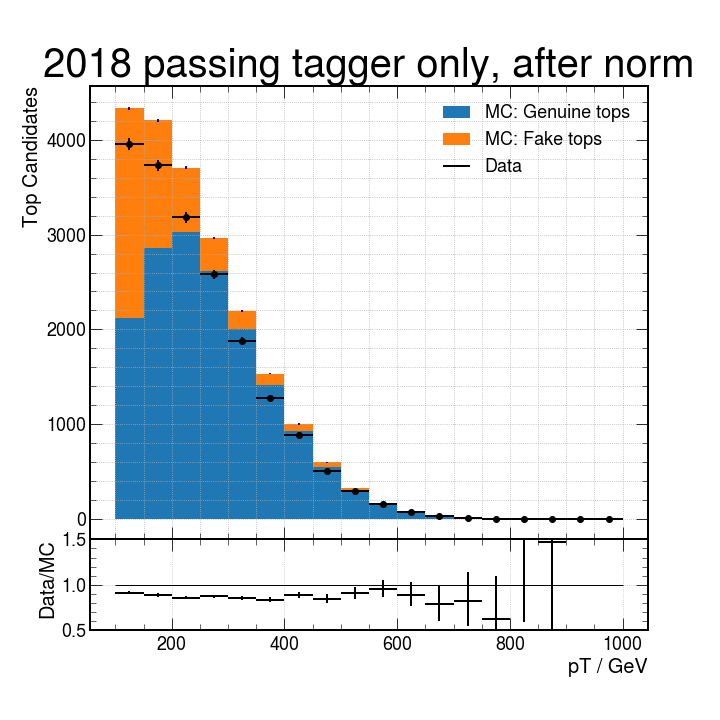 2018 passing tagger only, after norm
Top Candidates
4000
3000
2000
1000
0
MC: Genuine tops
MC: Fake tops
Data
Data/MC
1.5
1.0
0.5
200
400
600
800
1000
pT / GeV